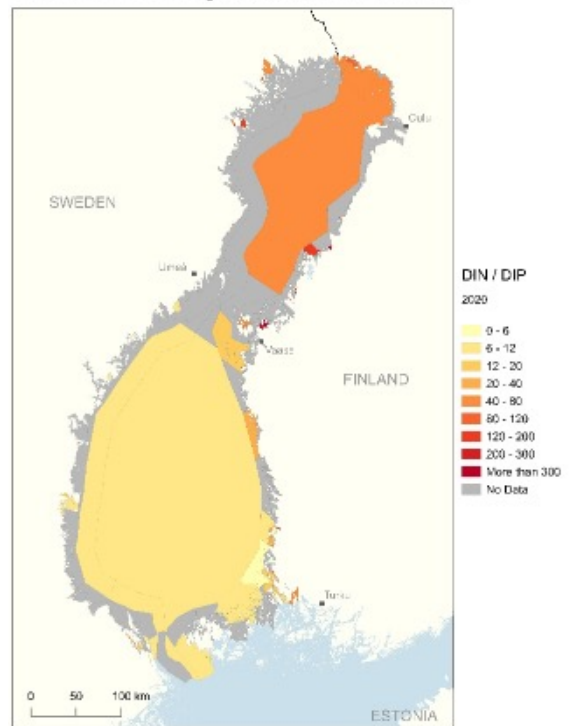 Oulu
SWEDEN
Umeå
DIN / DIP
2020
0 - 6
6 - 12
12 - 20
20 - 40
40 - 80
80 - 120
120 - 200
200 - 300
More than 300
No Data
Vaasa
FINLAND
Turku
0 50 100 km
ESTONIA